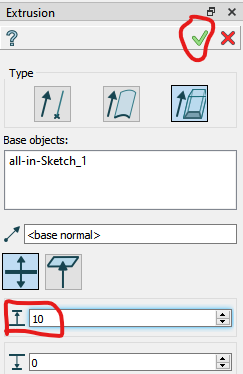 Extrusion
?
Type
Base objects:
all-in-Sketch_1
<base normal>
10
0